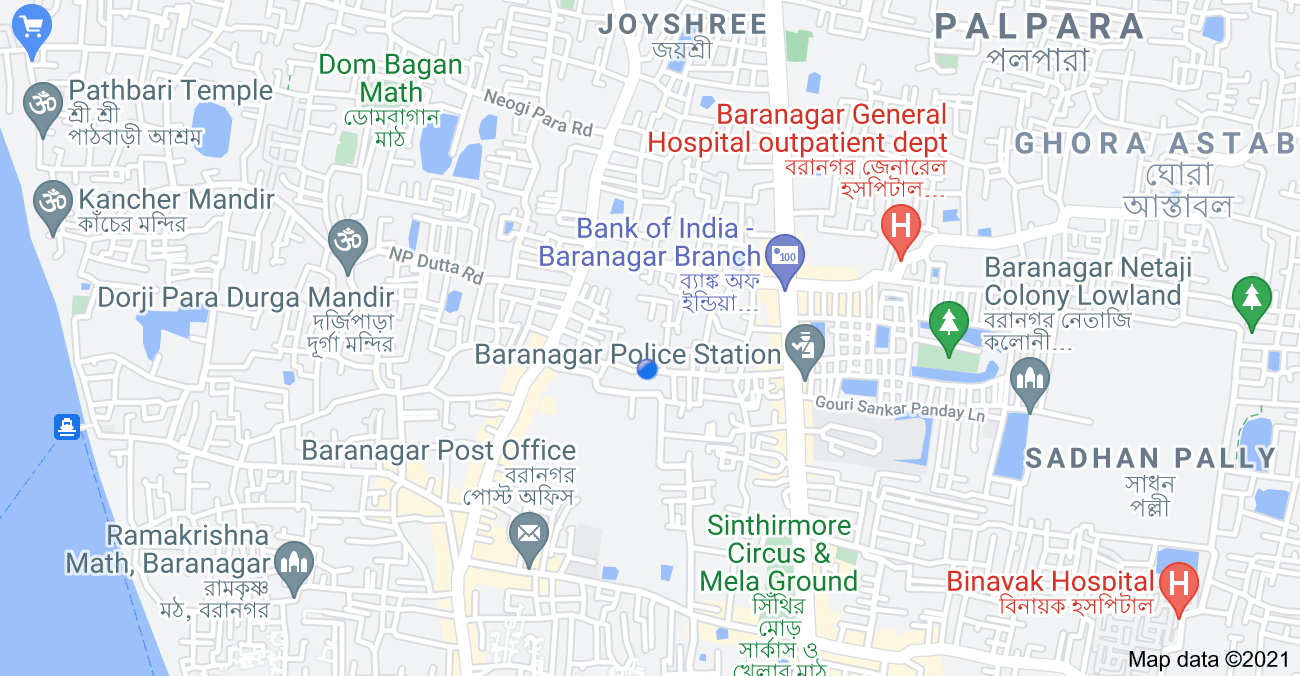 JOYSHREE
জয়শ্রী
PALPARA
পলপারা
Dom Bagan
Math
ডোমবাগান
মাঠ
Neogi Para Rd
Pathbari Temple
শ্রী শ্রী
পাঠবাড়ী আশ্রম
Baranagar General
Hospital outpatient dept
বরানগর জেনারেল
হসপিটাল...
GHORA ASTAB
ঘোরা
আস্তাবল
Kancher Mandir
কাঁচের মন্দির
H
Bank of India -
Baranagar Branch
ব্যাঙ্ক অফ
ইন্ডিয়া...
100
NP Dutta Rd
Baranagar Netaji
Colony Lowland
বরানগর নেতাজি
কলোনী...
Dorji Para Durga Mandir
দর্জিপাড়া
দূর্গা মন্দির
Baranagar Police Station
Gouri Sankar Panday Ln
Baranagar Post Office
বরানগর
পোস্ট অফিস
SADHAN PALLY
সাধন
পল্লী
Ramakrishna
Math, Baranagar
রামকৃষ্ণ
মঠ, বরানগর
Sinthirmore
Circus &
Mela Ground
সিঁথির
মোড়
সার্কাস ও
খেলার মাঠ
Binavak Hospital
বিনায়ক হসপিটাল
H
Map data ©2021